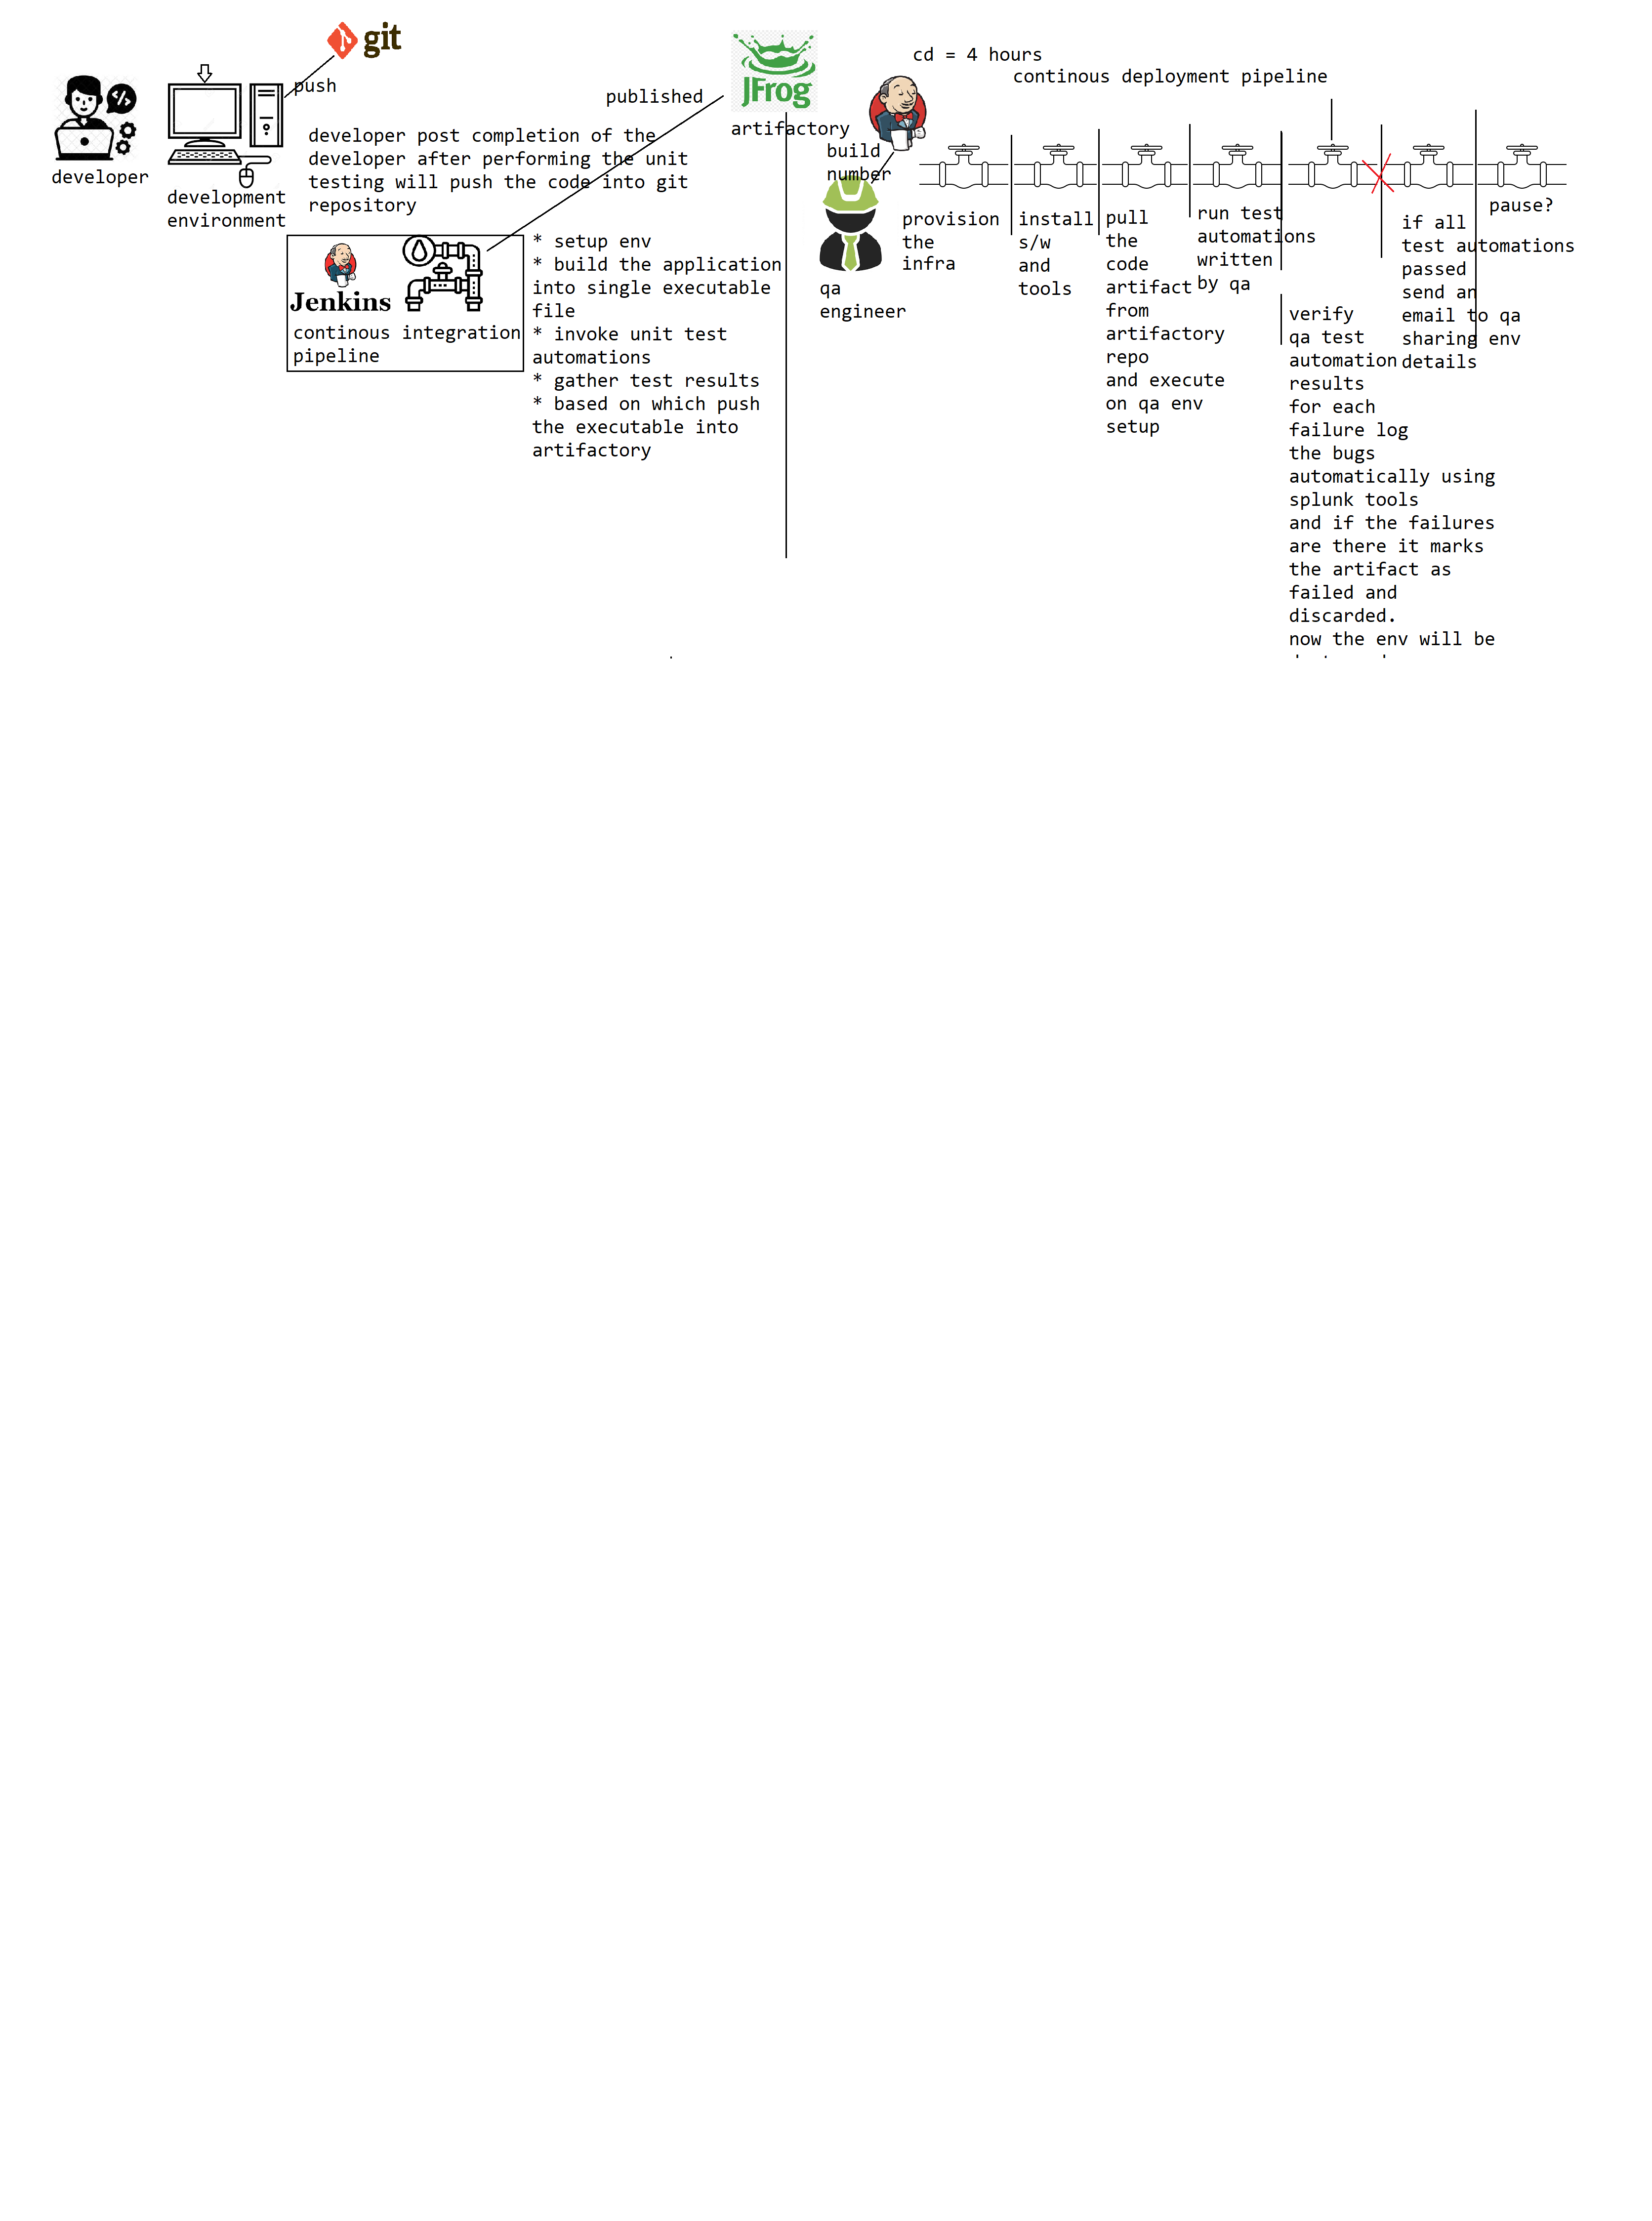 git
push
developer
development
environment
developer post completion of the
developer after performing the unit
testing will push the code into git
repository
Jenkins
continous integration
pipeline
* setup env
* build the application
into single executable
file
* invoke unit test
automations
* gather test results
* based on which push
the executable into
artifactory
published
JFrog
artifactory
cd = 4 hours
continous deployment pipeline
build
number
qa
engineer
provision
the
infra
install
s/w
and
tools
pull
the
code
artifact
from
artifactory
repo
and execute
on qa env
setup
run test
automations
written
by qa
verify
qa test
automation
results
for each
failure log
the bugs
automatically using
splunk tools
and if the failures
are there it marks
the artifact as
failed and
discarded.
now the env will be
if all
test automations
passed
send an
email to qa
sharing env
details
pause?